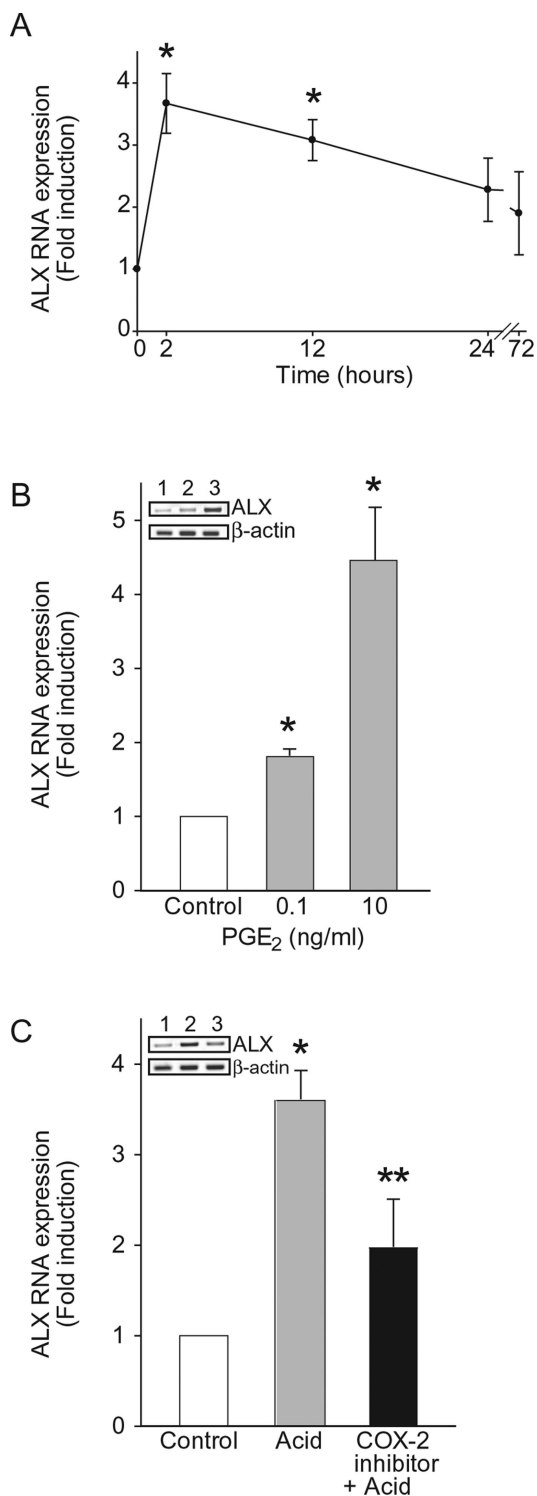 A
ALX RNA expression
(Fold induction)
4
3
2
1
0
*
*
0 2 12 24 72
Time (hours)
B
ALX RNA expression
(Fold induction)
5
4
3
2
1
0
1 2 3
ALX
β-actin
*
*
Control 0.1 10
PGE2 (ng/ml)
C
ALX RNA expression
(Fold induction)
4
3
2
1
0
1 2 3
ALX
β-actin
*
**
Control Acid COX-2
inhibitor
+ Acid